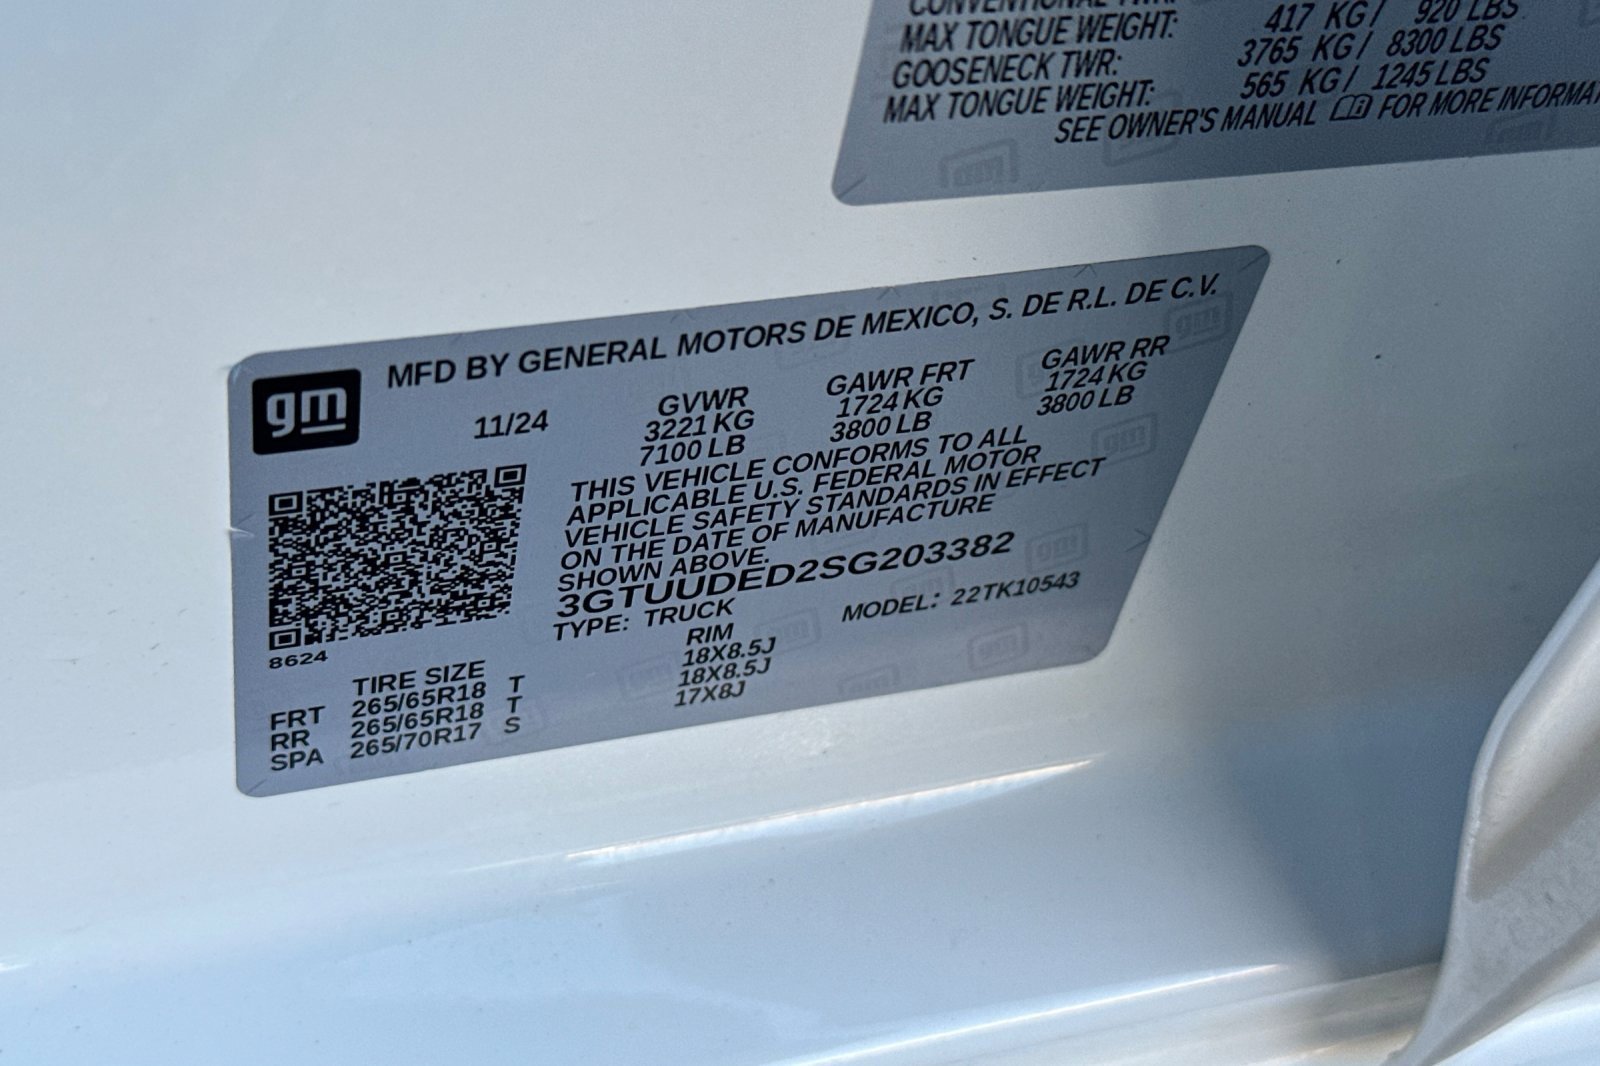 CONVENTIONAL TWR:
MAX TONGUE WEIGHT: 417 KG / 920 LBS
GOOSENECK TWR: 3765 KG / 8300 LBS
MAX TONGUE WEIGHT: 565 KG / 1245 LBS
SEE OWNER'S MANUAL FOR MORE
MFD BY GENERAL MOTORS DE MEXICO, S. DE R.L. DE C.V.
gm
11/24
GVWR GAWR FRT GAWR RR
3221 KG 1724 KG 1724 KG
7100 LB 3800 LB 3800 LB
THIS VEHICLE CONFORMS TO ALL
APPLICABLE U.S. FEDERAL MOTOR
VEHICLE SAFETY STANDARDS IN EFFECT
ON THE DATE OF MANUFACTURE
SHOWN ABOVE.
3GTUUDED2SG203382
TYPE: TRUCK MODEL: 22TK10543
8624
TIRE SIZE RIM
FRT 265/65R18 T 18X8.5J
RR 265/65R18 T 18X8.5J
SPA 265/70R17 S 17X8J